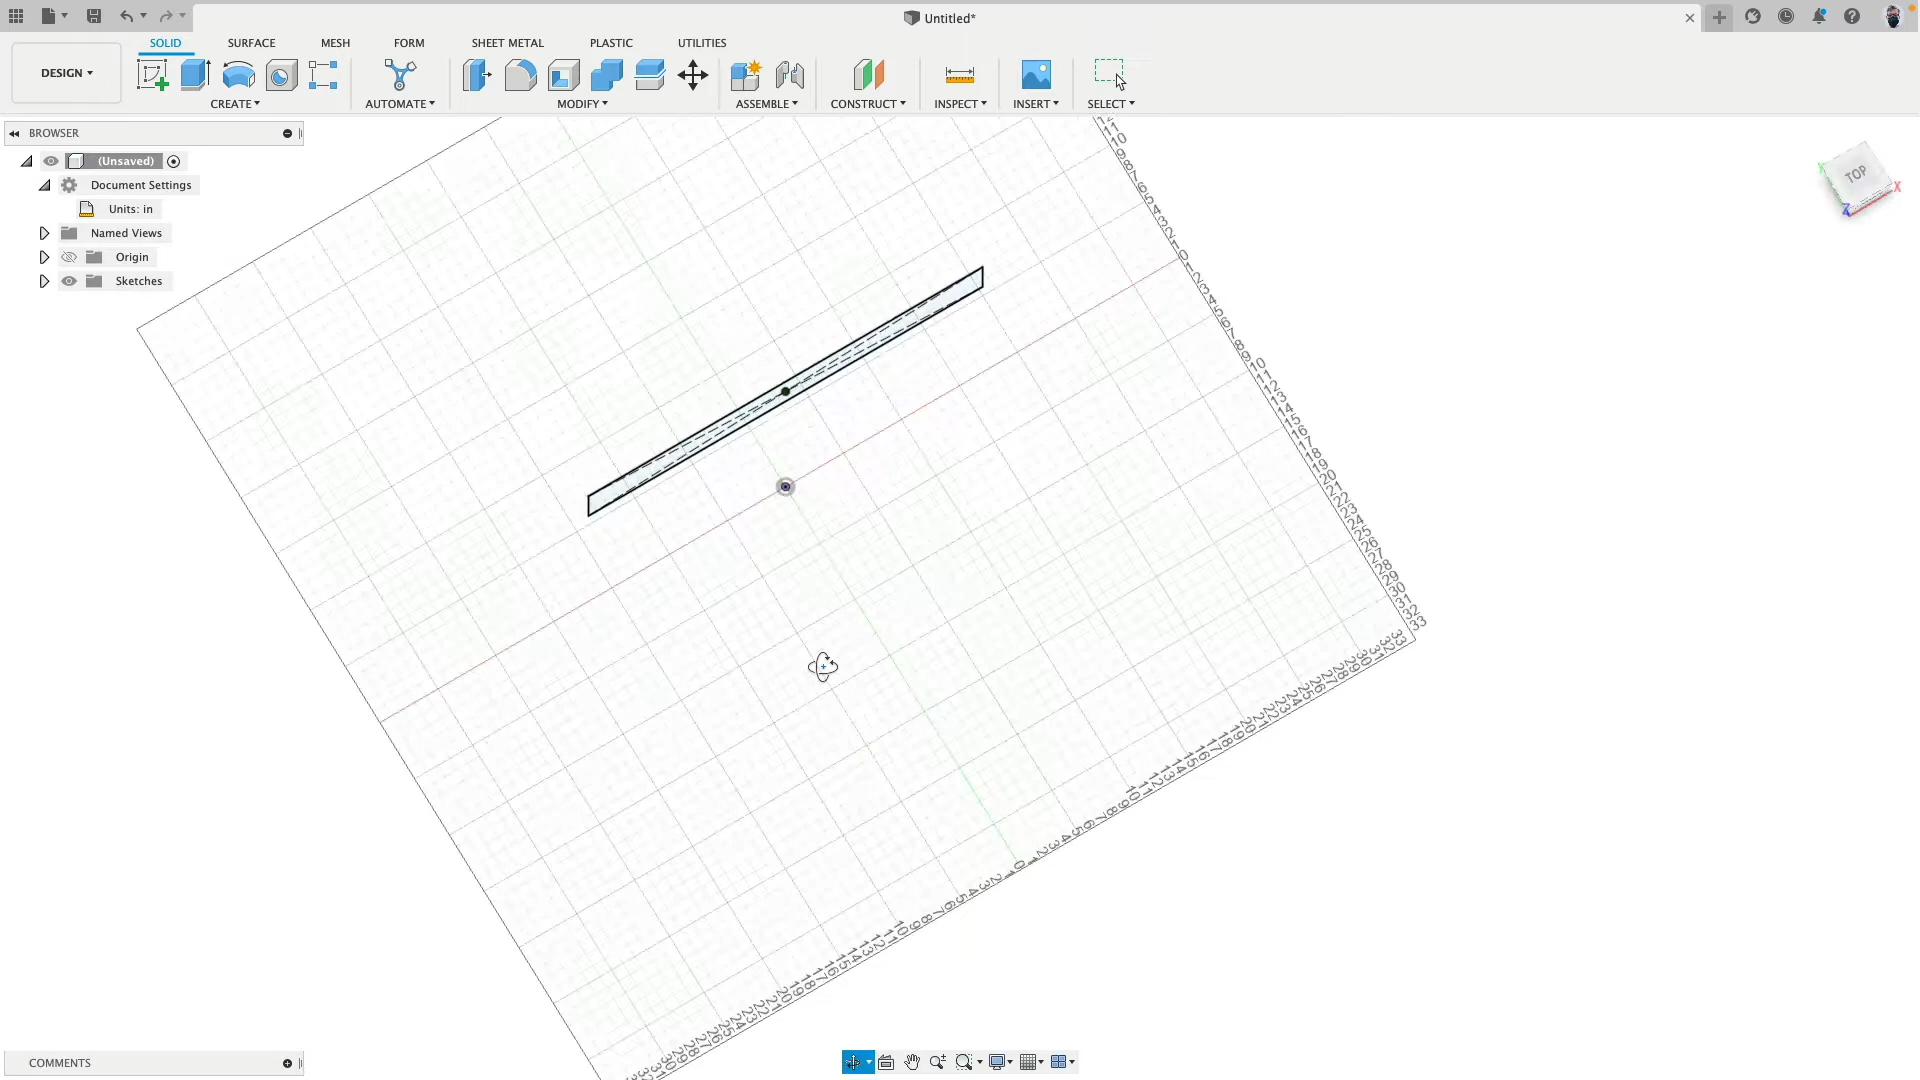 Untitled*
SOLID SURFACE MESH FORM SHEET METAL PLASTIC UTILITIES
DESIGN
CREATE AUTOMATE MODIFY ASSEMBLE CONSTRUCT INSPECT INSERT SELECT
BROWSER
(Unsaved)
Document Settings
Units: in
Named Views
Origin
Sketches
TOP
X
Z
COMMENTS